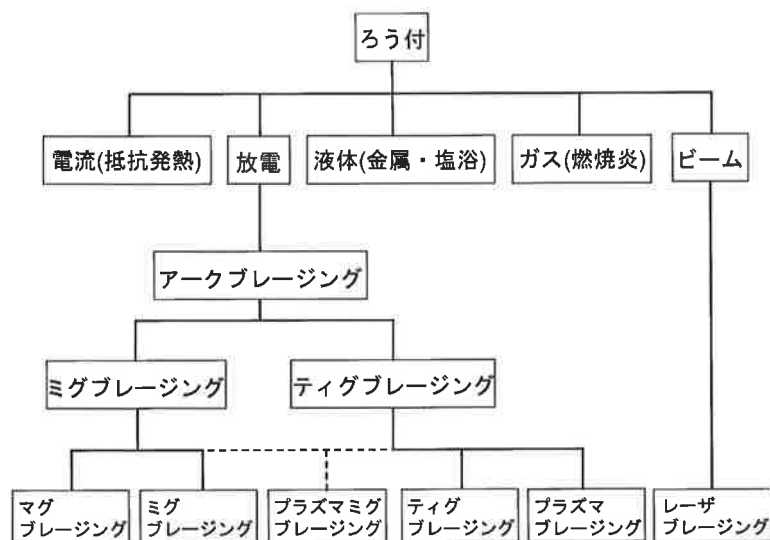 ろう付
電流(抵抗発熱)
放電
液体(金属・塩浴)
ガス(燃焼炎)
ビーム
アークブレージング
ミグブレージング
ティグブレージング
マグ
ブレージング
ミグ
ブレージング
プラズマミグ
ブレージング
ティグ
ブレージング
プラズマ
ブレージング
レーザ
ブレージング